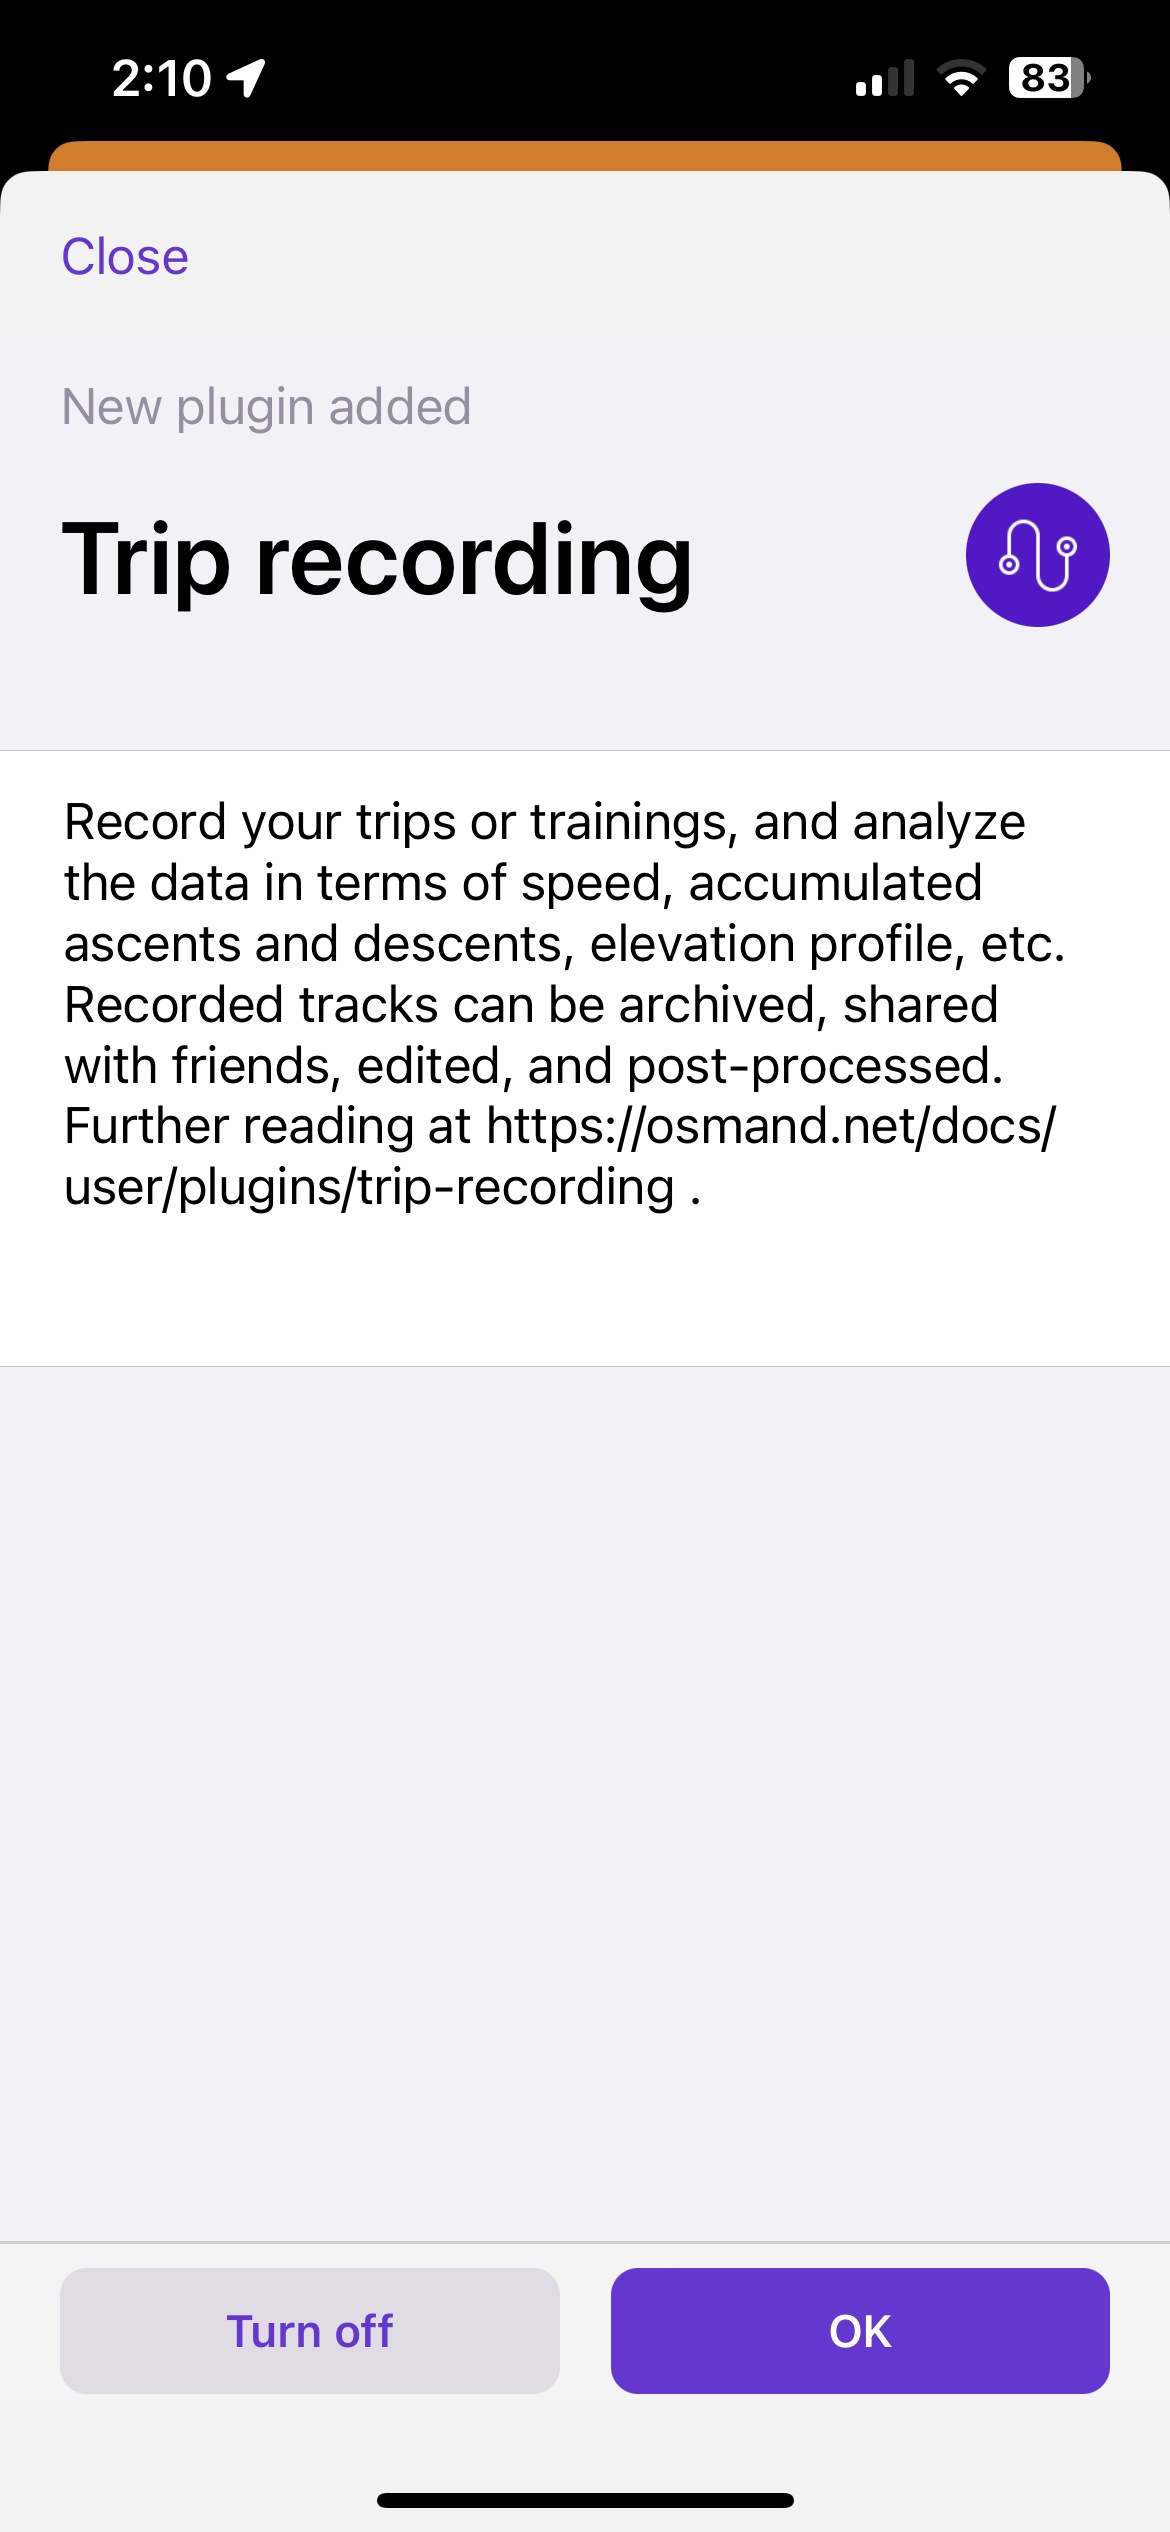 2:10
83
Close
New plugin added
Trip recording
Record your trips or trainings, and analyze
the data in terms of speed, accumulated
ascents and descents, elevation profile, etc.
Recorded tracks can be archived, shared
with friends, edited, and post-processed.
Further reading at https://osmand.net/docs/
user/plugins/trip-recording .
Turn off
OK